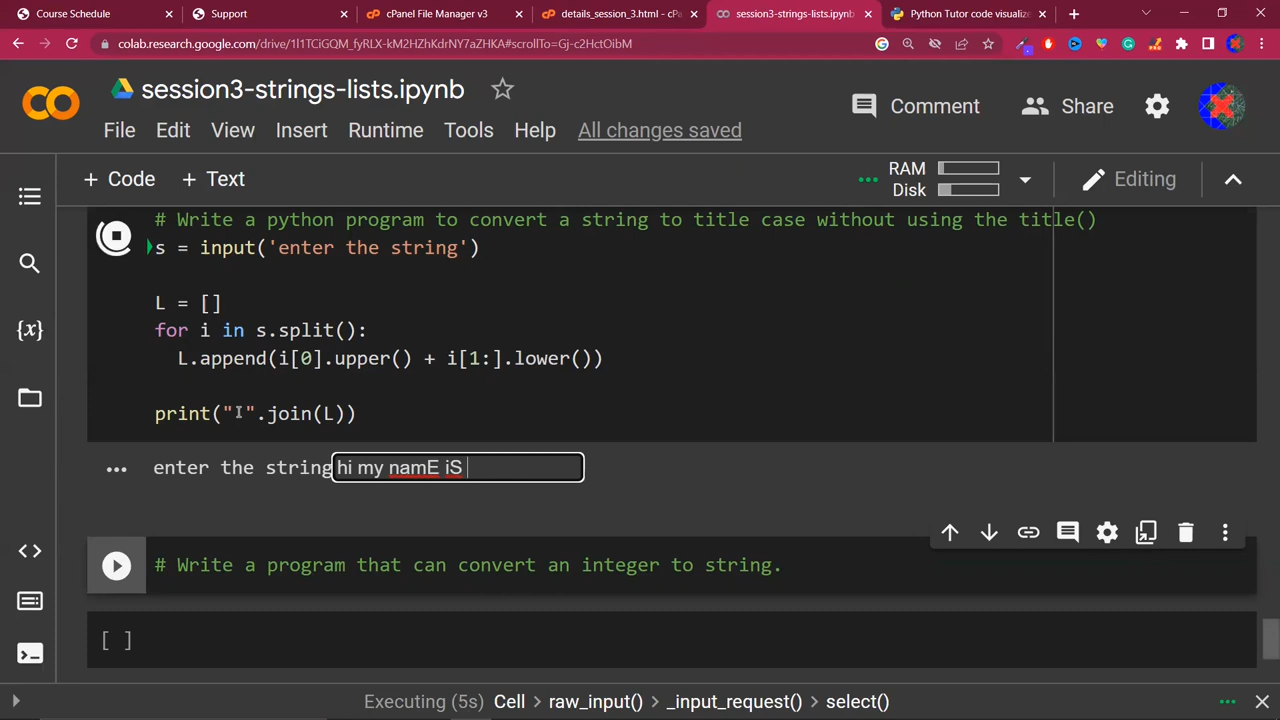 Course Schedule
Support
cPanel File Manager v3
details_session_3.html - cPa
session3-strings-lists.ipynb
Python Tutor code visualize
colab.research.google.com/drive/1l1TCiGQM_fyRLX-kM2HZhKdrNY7aZHKA#scrollTo=Gj-c2HctOibM
session3-strings-lists.ipynb
Comment
Share
File Edit View Insert Runtime Tools Help All changes saved
+ Code + Text
RAM
Disk
Editing
# Write a python program to convert a string to title case without using the title()
s = input('enter the string')
L = []
for i in s.split():
L.append(i[0].upper() + i[1:].lower())
print(" ".join(L))
enter the string hi my namE iS
# Write a program that can convert an integer to string.
[ ]
Executing (5s) Cell > raw_input() > _input_request() > select()